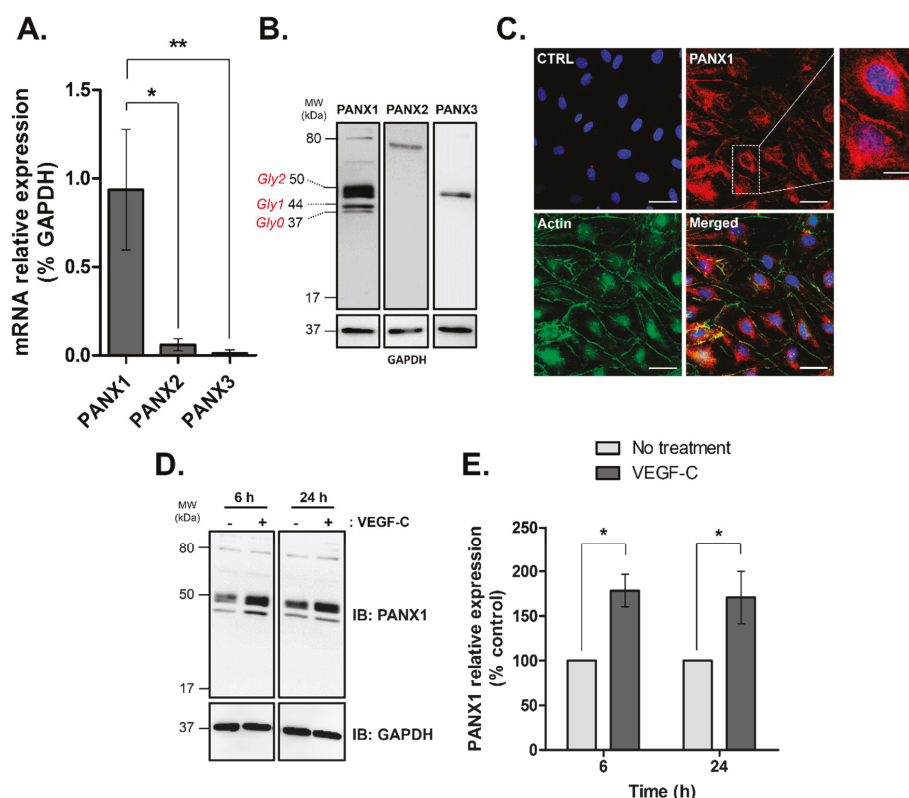 A.
**
*
mRNA relative expression
(% GAPDH)
1.5
1.0
0.5
0.0
PANX1
PANX2
PANX3
B.
MW
(kDa)
PANX1 PANX2 PANX3
80
Gly2 50
Gly1 44
Gly0 37
17
37
GAPDH
C.
CTRL
PANX1
Actin
Merged
D.
6 h 24 h
MW
(kDa)
- + - + : VEGF-C
80
50
IB: PANX1
17
37
IB: GAPDH
E.
No treatment
VEGF-C
PANX1 relative expression
(% control)
250
200
150
100
50
0
* *
6 24
Time (h)